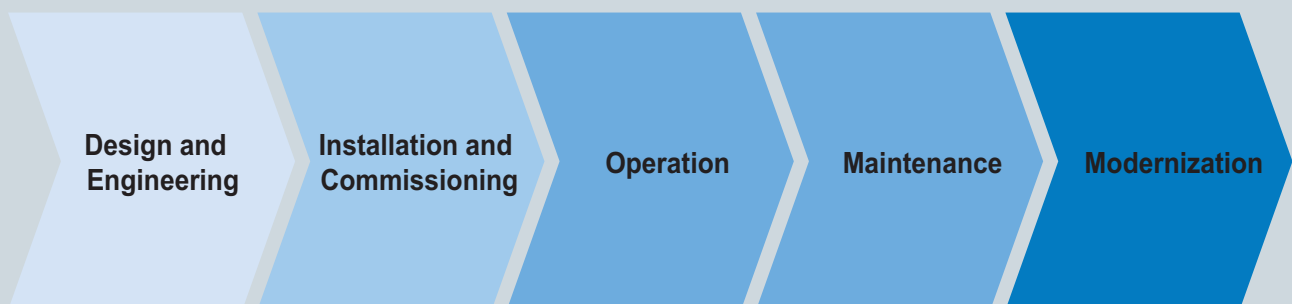 Design and
Engineering
Installation and
Commissioning
Operation
Maintenance
Modernization